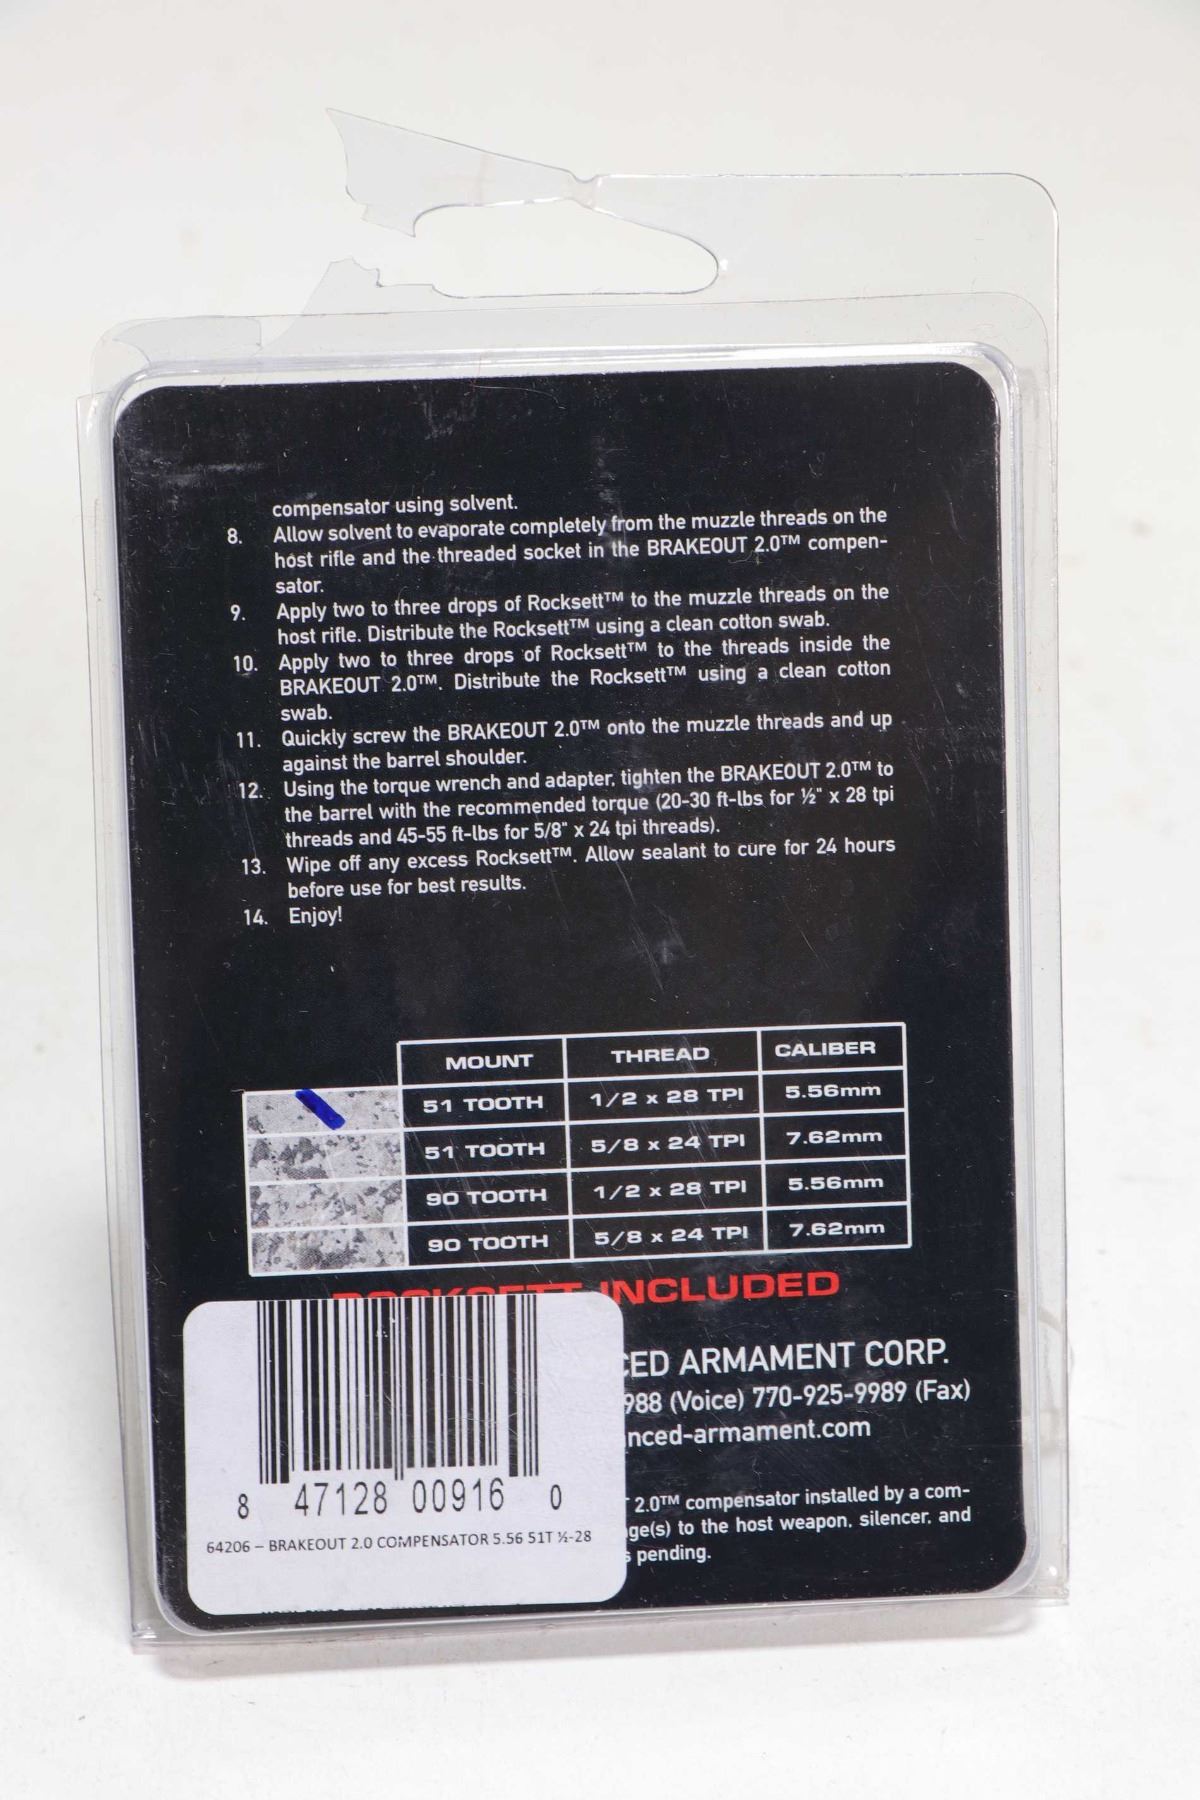 compensator using solvent.
8. Allow solvent to evaporate completely from the muzzle threads on the
host rifle and the threaded socket in the BRAKEOUT 2.0™ compen-
sator.
9. Apply two to three drops of Rocksett™ to the muzzle threads on the
host rifle. Distribute the Rocksett™ using a clean cotton swab.
10. Apply two to three drops of Rocksett™ to the threads inside the
BRAKEOUT 2.0™. Distribute the Rocksett™ using a clean cotton
swab.
11. Quickly screw the BRAKEOUT 2.0™ onto the muzzle threads and up
against the barrel shoulder.
12. Using the torque wrench and adapter, tighten the BRAKEOUT 2.0™ to
the barrel with the recommended torque (20-30 ft-lbs for ½" x 28 tpi
threads and 45-55 ft-lbs for 5/8" x 24 tpi threads).
13. Wipe off any excess Rocksett™. Allow sealant to cure for 24 hours
before use for best results.
14. Enjoy!
MOUNT THREAD CALIBER
51 TOOTH 1/2 x 28 TPI 5.56mm
51 TOOTH 5/8 x 24 TPI 7.62mm
90 TOOTH 1/2 x 28 TPI 5.56mm
90 TOOTH 5/8 x 24 TPI 7.62mm
ROCKSETT INCLUDED
CED ARMAMENT CORP.
988 (Voice) 770-925-9989 (Fax)
nced-armament.com
2.0™ compensator installed by a com-
ge(s) to the host weapon, silencer, and
s pending.
8 47128 00916 0
64206 – BRAKEOUT 2.0 COMPENSATOR 5.56 51T ½-28